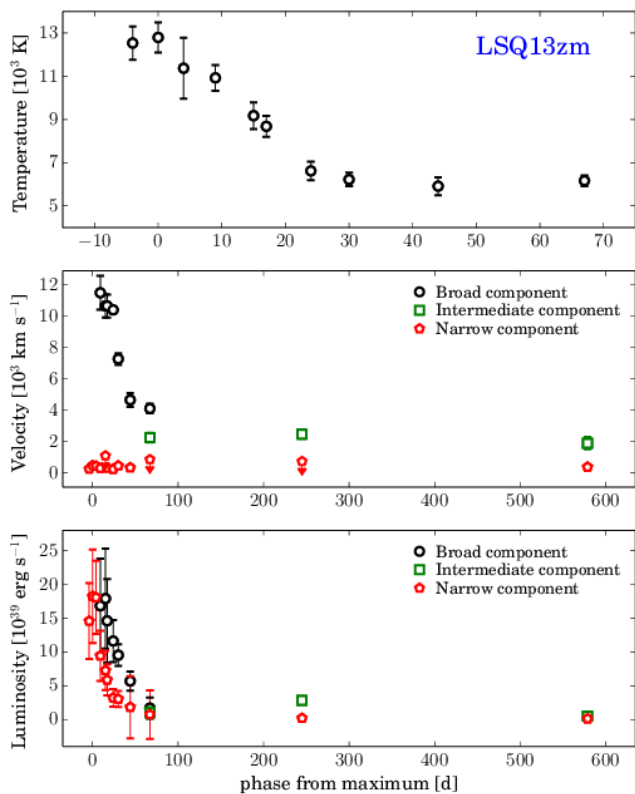 LSQ13zm
Temperature [10³ K]
13
11
9
7
5
−10 0 10 20 30 40 50 60 70
Velocity [10³ km s⁻¹]
12
10
8
6
4
2
0
Broad component
Intermediate component
Narrow component
0 100 200 300 400 500 600
Luminosity [10³⁹ erg s⁻¹]
25
20
15
10
5
0
Broad component
Intermediate component
Narrow component
0 100 200 300 400 500 600
phase from maximum [d]